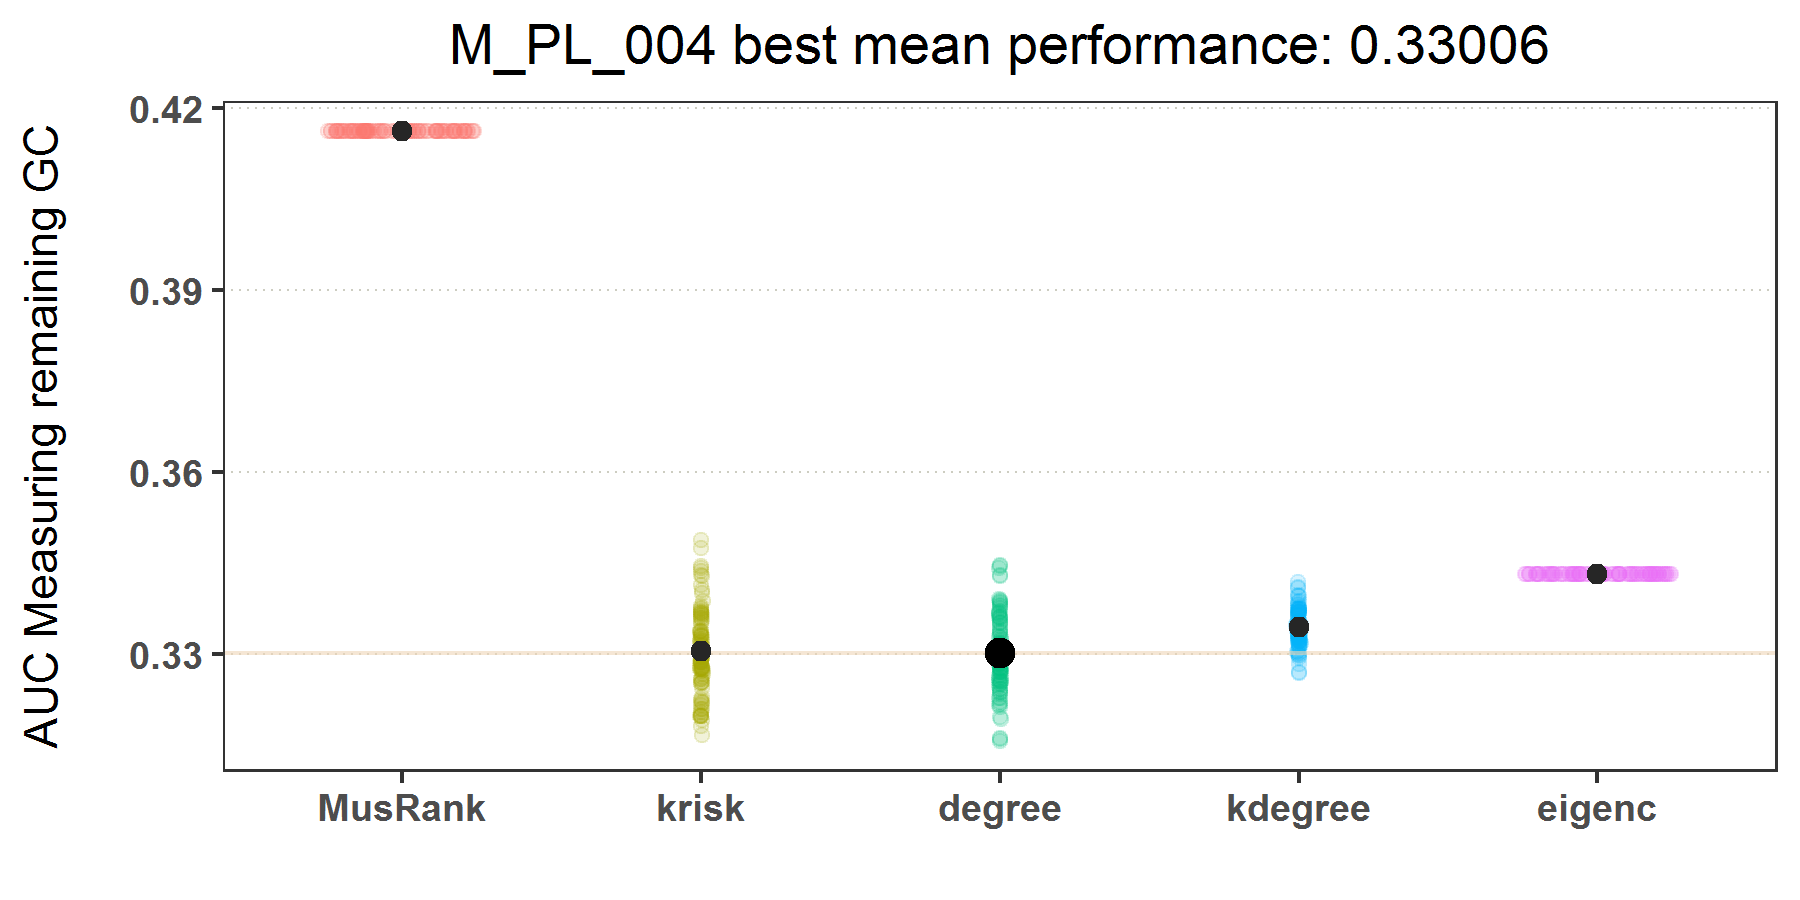 M_PL_004 best mean performance: 0.33006
AUC Measuring remaining GC
0.42
0.39
0.36
0.33
MusRank krisk degree kdegree eigenc